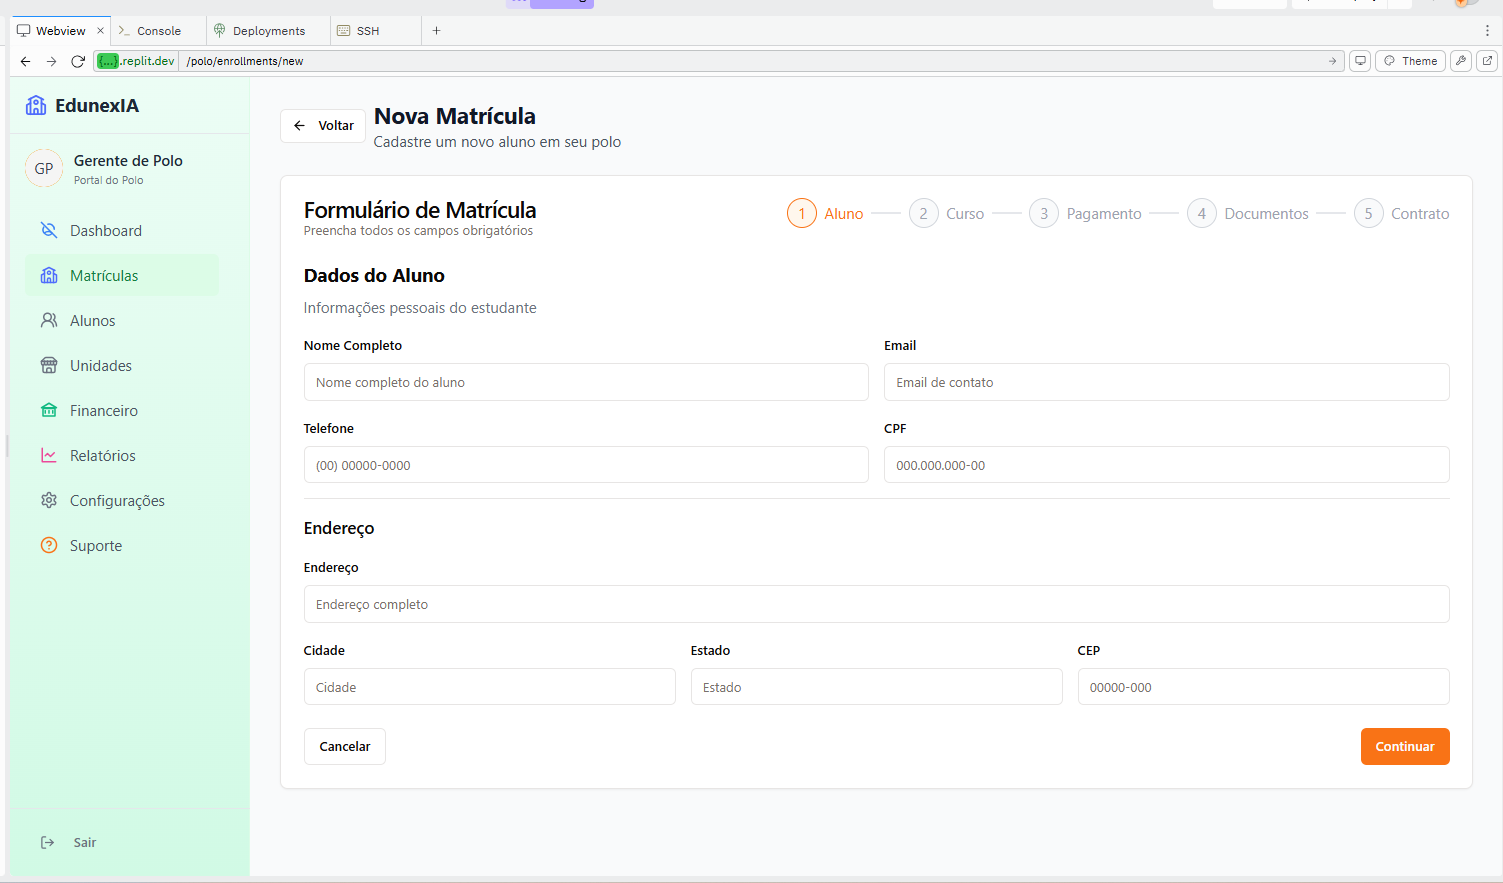 Webview
Console
Deployments
SSH
{...}.replit.dev
/polo/enrollments/new
Theme
EdunexIA
GP
Gerente de Polo
Portal do Polo
Dashboard
Matrículas
Alunos
Unidades
Financeiro
Relatórios
Configurações
Suporte
Sair
Voltar
Nova Matrícula
Cadastre um novo aluno em seu polo
Formulário de Matrícula
Preencha todos os campos obrigatórios
1 Aluno
2 Curso
3 Pagamento
4 Documentos
5 Contrato
Dados do Aluno
Informações pessoais do estudante
Nome Completo
Nome completo do aluno
Email
Email de contato
Telefone
(00) 00000-0000
CPF
000.000.000-00
Endereço
Endereço
Endereço completo
Cidade
Cidade
Estado
Estado
CEP
00000-000
Cancelar
Continuar